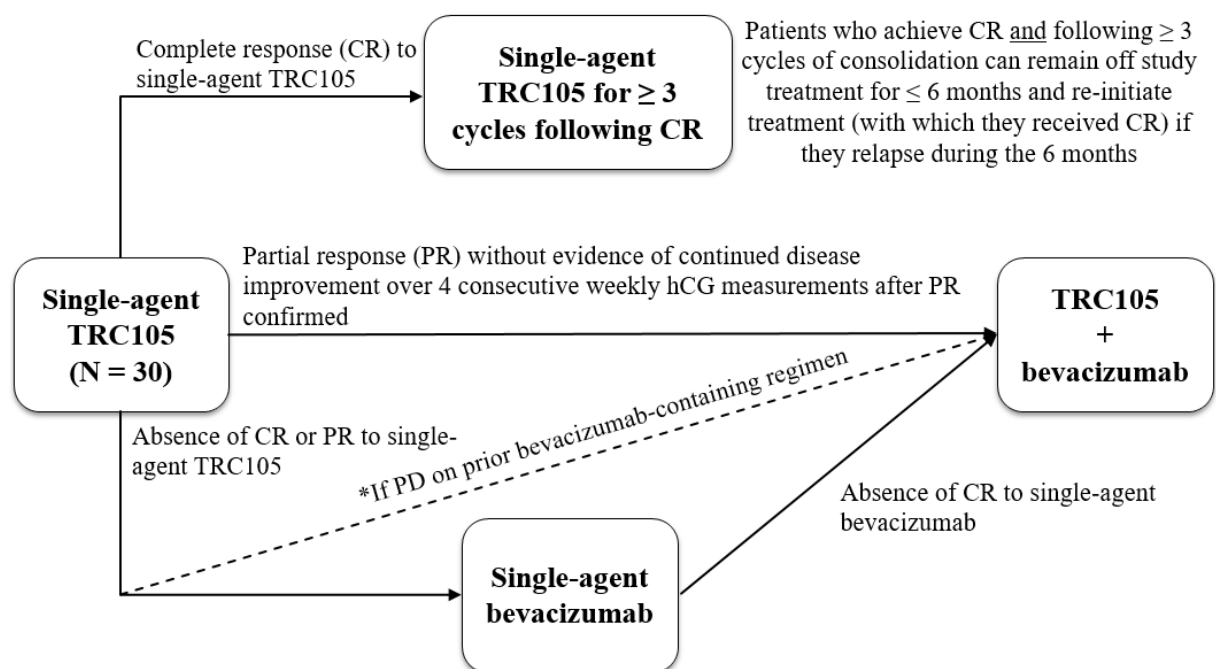 Complete response (CR) to
single-agent TRC105
Single-agent
TRC105 for ≥ 3
cycles following CR
Patients who achieve CR and following ≥ 3
cycles of consolidation can remain off study
treatment for ≤ 6 months and re-initiate
treatment (with which they received CR) if
they relapse during the 6 months
Single-agent
TRC105
(N = 30)
Partial response (PR) without evidence of continued disease
improvement over 4 consecutive weekly hCG measurements after PR
confirmed
TRC105
+
bevacizumab
Absence of CR or PR to single-
agent TRC105
*If PD on prior bevacizumab-containing regimen
Absence of CR to single-agent
bevacizumab
Single-agent
bevacizumab